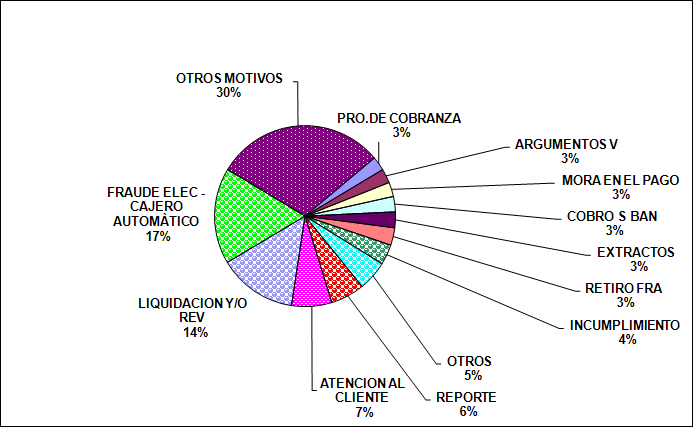 OTROS MOTIVOS
30%
PRO.DE COBRANZA
3%
ARGUMENTOS V
3%
MORA EN EL PAGO
3%
COBRO S BAN
3%
EXTRACTOS
3%
RETIRO FRA
3%
INCUMPLIMIENTO
4%
OTROS
5%
REPORTE
6%
ATENCION AL
CLIENTE
7%
LIQUIDACION Y/O
REV
14%
FRAUDE ELEC -
CAJERO
AUTOMÀTICO
17%